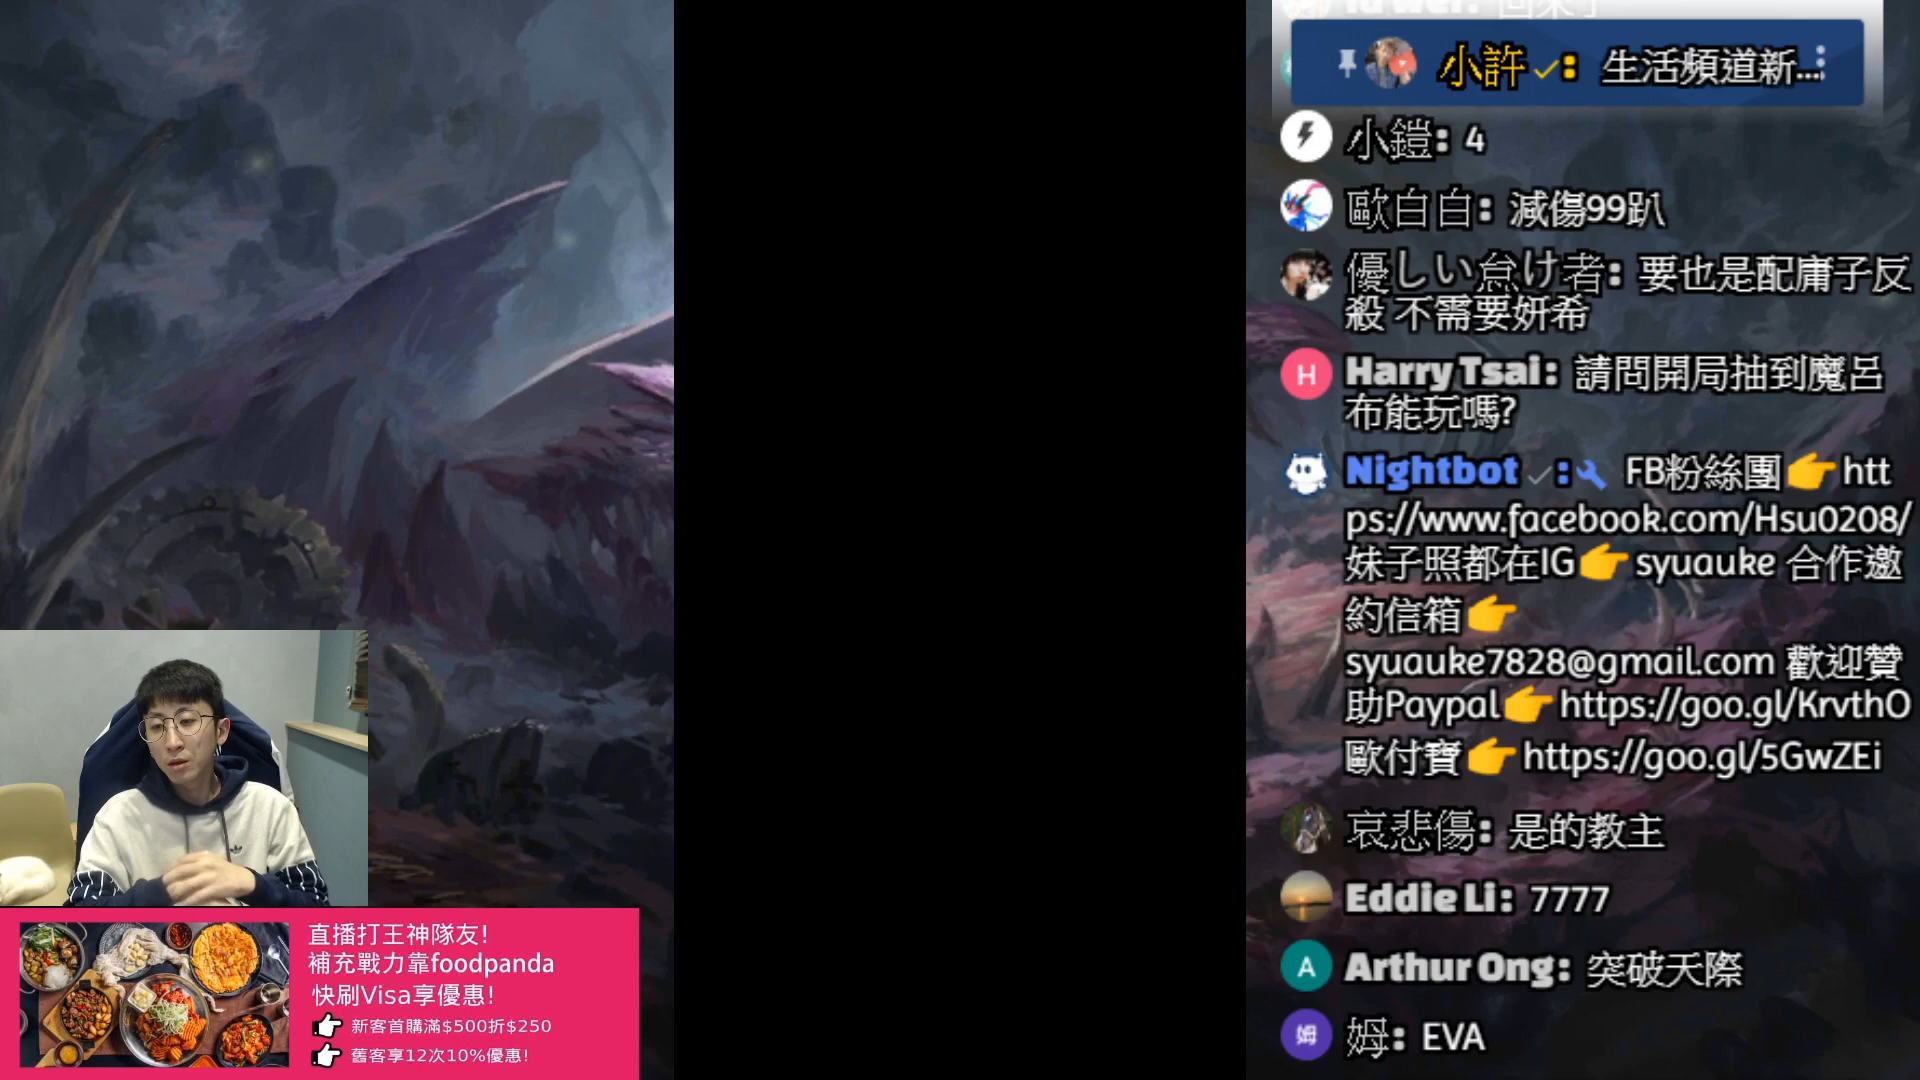 小許✓: 生活頻道新...
小鎧: 4
歐白白: 減傷99趴
優しい怠け者: 要也是配庸子反
殺 不需要妍希
Harry Tsai: 請問開局抽到魔呂
布能玩嗎?
Nightbot ✓: FB粉絲團👉htt
ps://www.facebook.com/Hsu0208/
妹子照都在IG👉syuauke 合作邀
約信箱👉
syuauke7828@gmail.com 歡迎贊
助Paypal👉https://goo.gl/KrvthO
歐付寶👉https://goo.gl/5GwZEi
哀悲傷: 是的教主
Eddie Li: 7777
Arthur Ong: 突破天際
姆: EVA
直播打王神隊友!
補充戰力靠foodpanda
快刷Visa享優惠!
新客首購滿$500折$250
舊客享12次10%優惠!